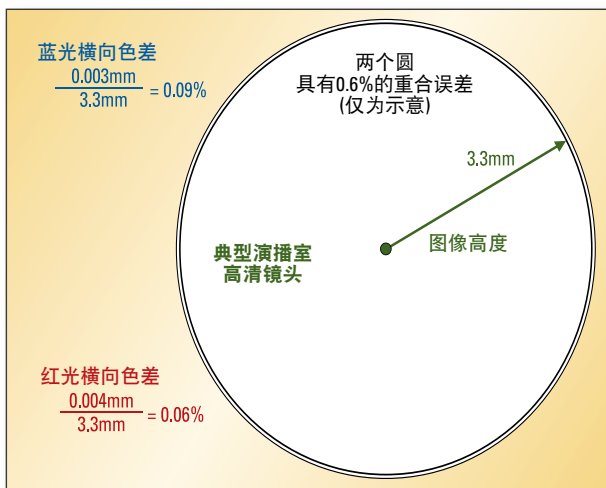 蓝光横向色差
0.003mm
3.3mm
= 0.09%
两个圆
具有0.6%的重合误差
(仅为示意)
3.3mm
图像高度
典型演播室
高清镜头
红光横向色差
0.004mm
3.3mm
= 0.06%